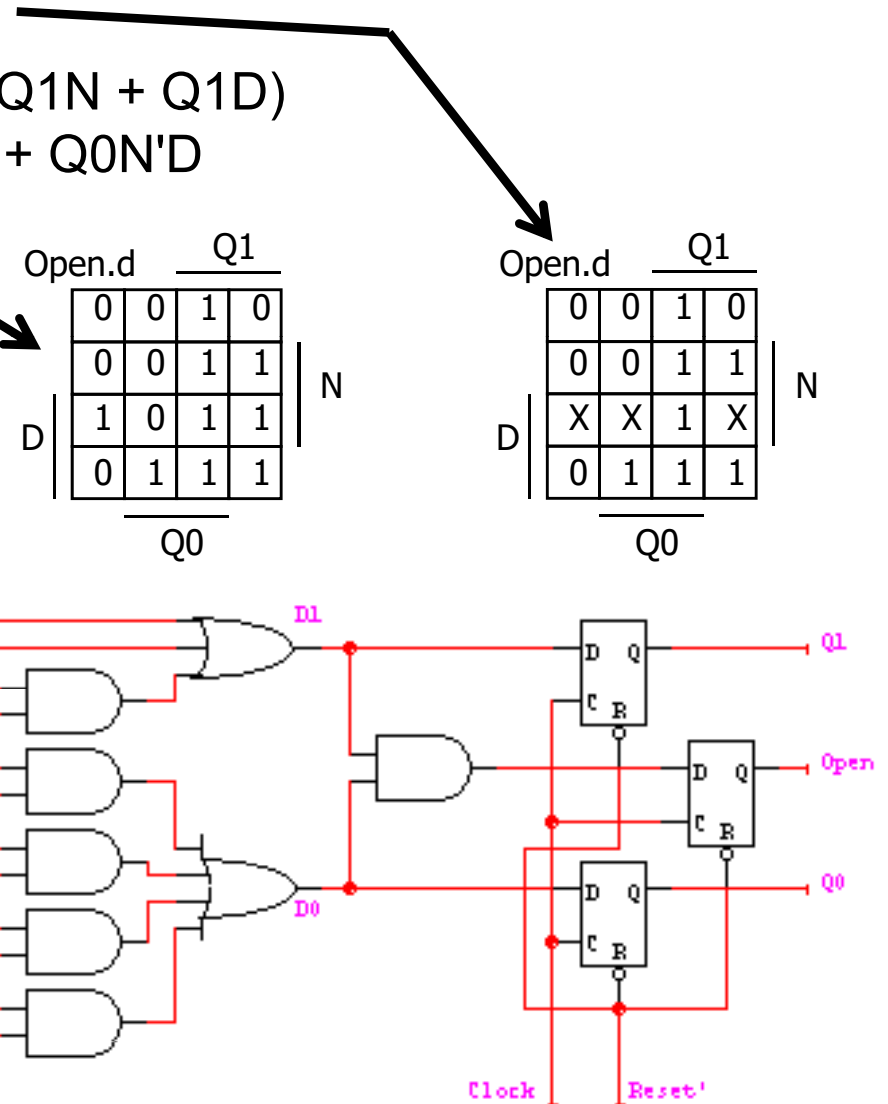 Q1N + Q1D)
+ Q0N'D
Open.d Q1
0 0 1 0
0 0 1 1
1 0 1 1
0 1 1 1
N
D
Q0
Open.d Q1
0 0 1 0
0 0 1 1
X X 1 X
0 1 1 1
N
D
Q0
D1
D Q Q1
C R
D Q Open
C R
D0
D Q Q0
C R
Clock Reset'